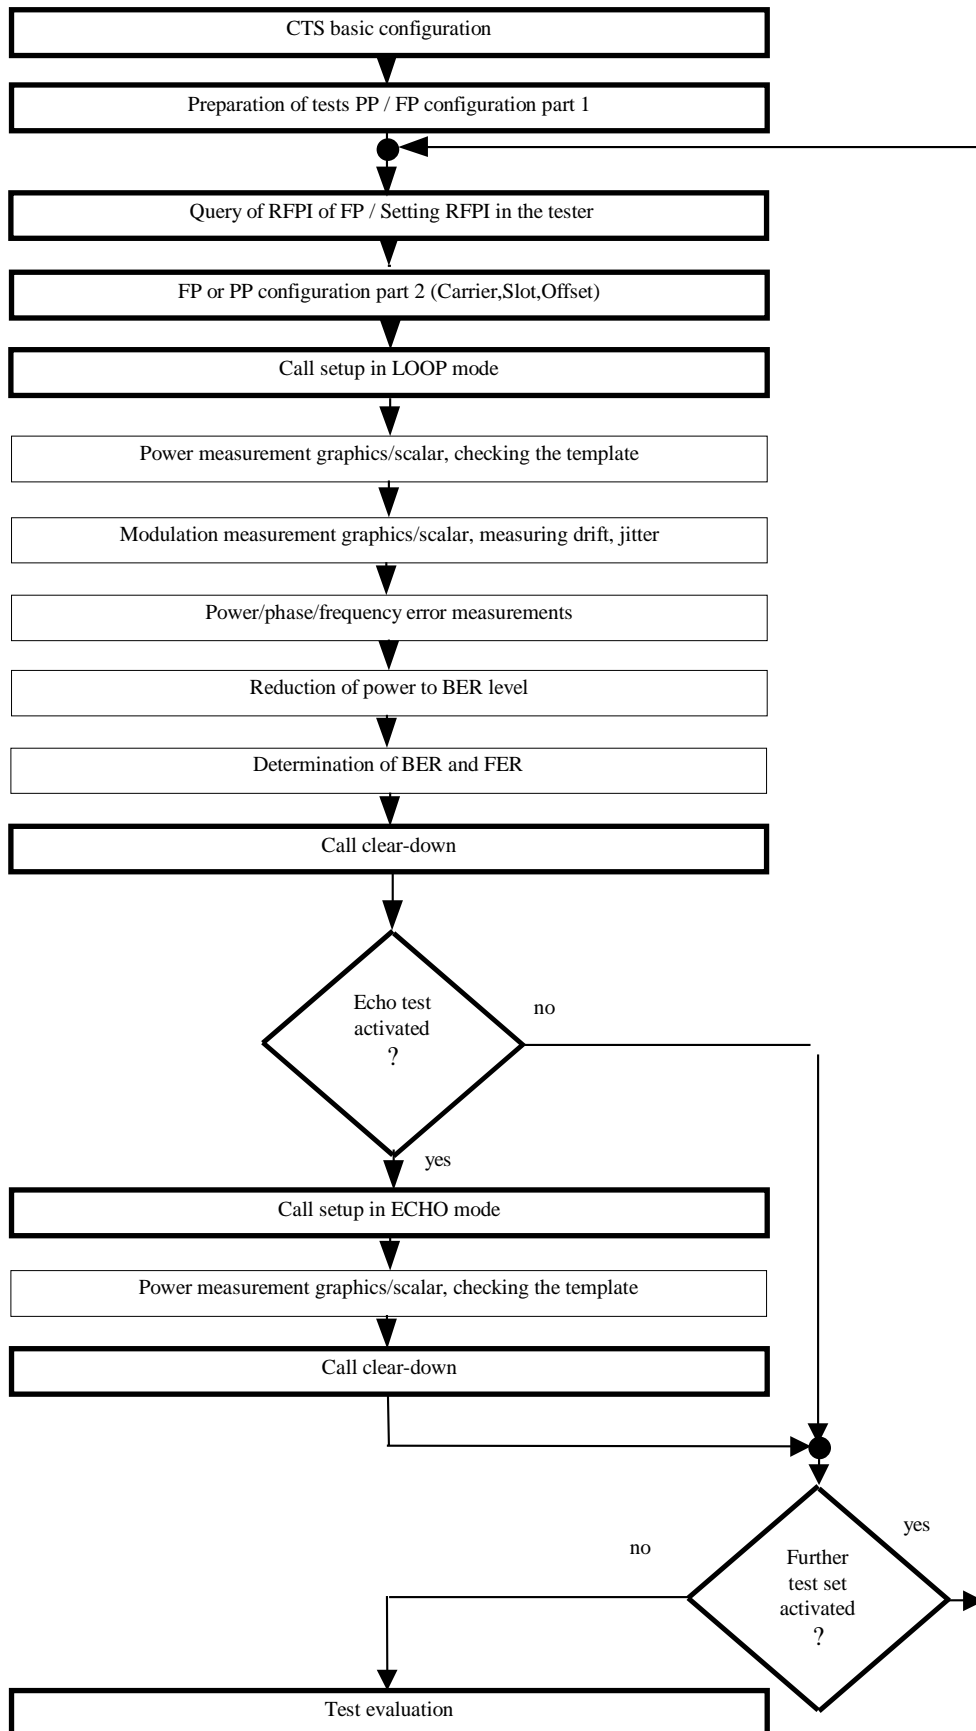 CTS basic configuration
Preparation of tests PP / FP configuration part 1
Query of RFPI of FP / Setting RFPI in the tester
FP or PP configuration part 2 (Carrier,Slot,Offset)
Call setup in LOOP mode
Power measurement graphics/scalar, checking the template
Modulation measurement graphics/scalar, measuring drift, jitter
Power/phase/frequency error measurements
Reduction of power to BER level
Determination of BER and FER
Call clear-down
Echo test
activated
?
no
yes
Call setup in ECHO mode
Power measurement graphics/scalar, checking the template
Call clear-down
yes
no
Further
test set
activated
?
Test evaluation